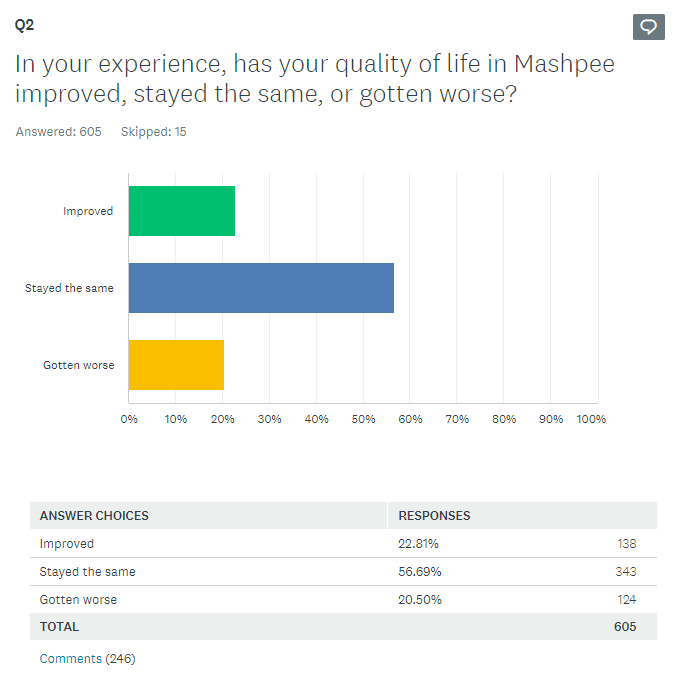 Q2
In your experience, has your quality of life in Mashpee
improved, stayed the same, or gotten worse?
Answered: 605 Skipped: 15
Improved
Stayed the same
Gotten worse
0% 10% 20% 30% 40% 50% 60% 70% 80% 90% 100%
ANSWER CHOICES RESPONSES
Improved 22.81% 138
Stayed the same 56.69% 343
Gotten worse 20.50% 124
TOTAL 605
Comments (246)